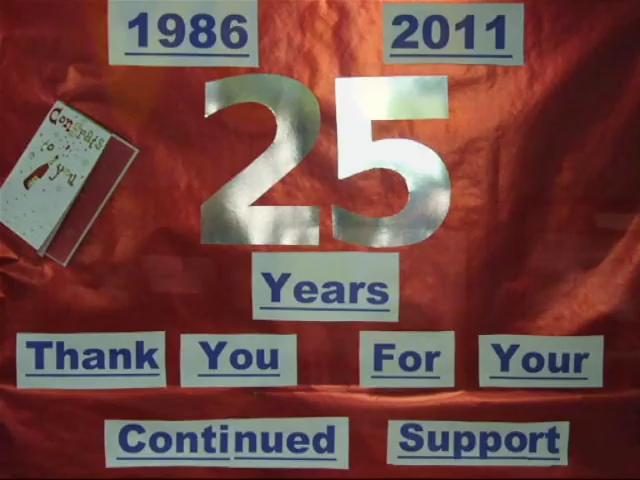 1986 2011
25
Years
Thank You For Your
Continued Support
Congrats
to
you